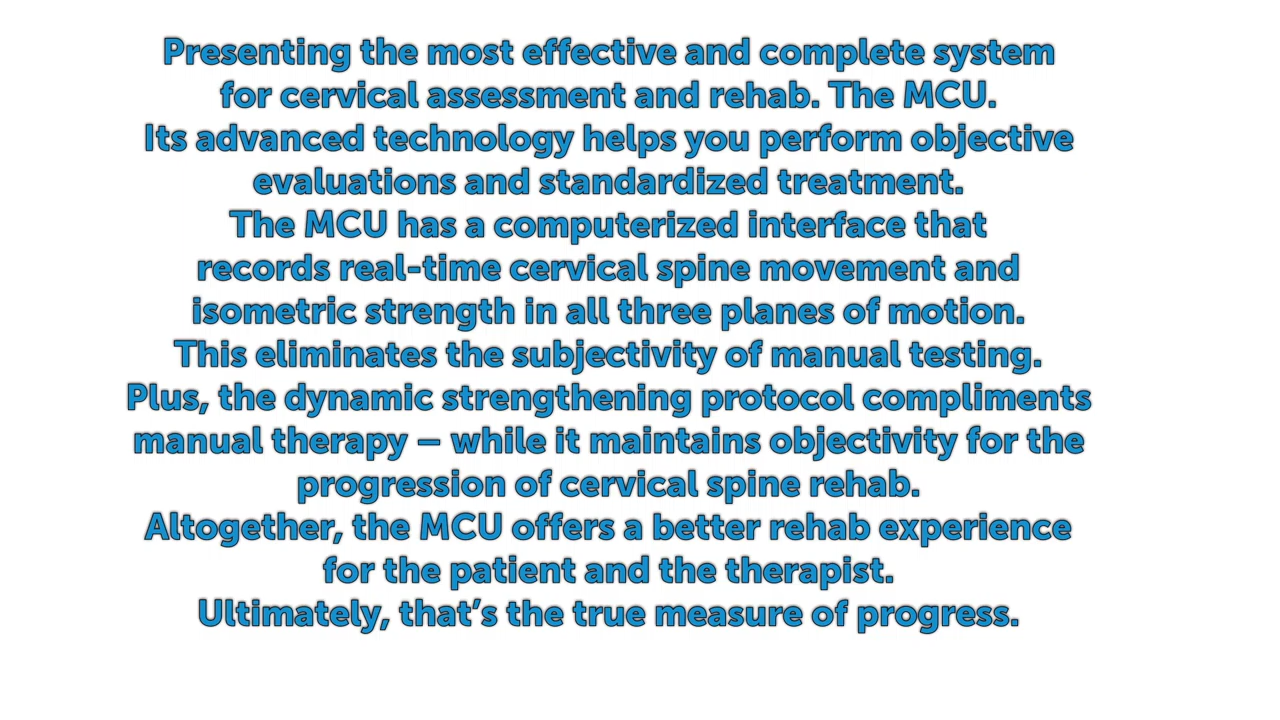 Presenting the most effective and complete system
for cervical assessment and rehab. The MCU.
Its advanced technology helps you perform objective
evaluations and standardized treatment.
The MCU has a computerized interface that
records real-time cervical spine movement and
isometric strength in all three planes of motion.
This eliminates the subjectivity of manual testing.
Plus, the dynamic strengthening protocol compliments
manual therapy – while it maintains objectivity for the
progression of cervical spine rehab.
Altogether, the MCU offers a better rehab experience
for the patient and the therapist.
Ultimately, that’s the true measure of progress.